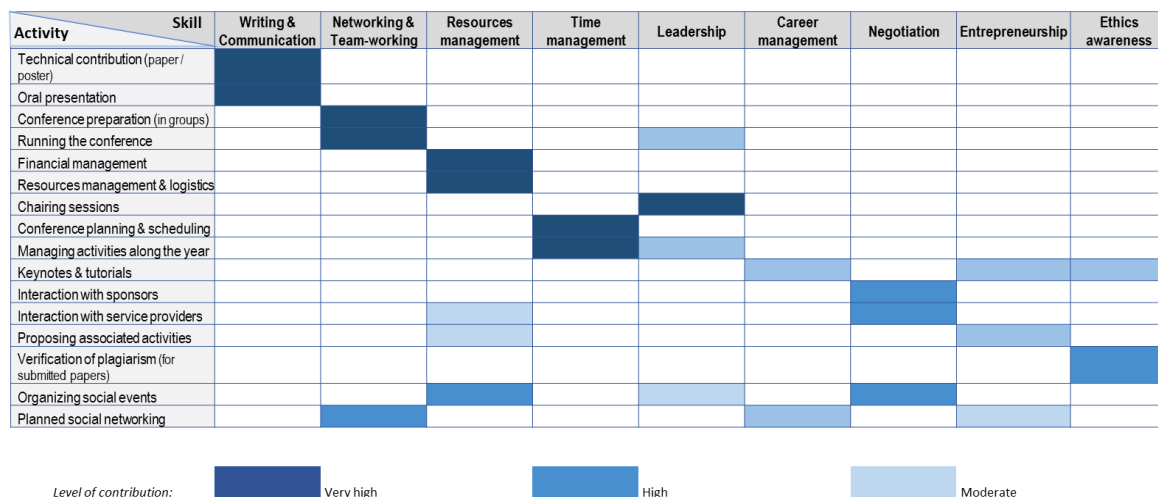 Skill
Activity
Writing & Communication
Networking & Team-working
Resources management
Time management
Leadership
Career management
Negotiation
Entrepreneurship
Ethics awareness
Technical contribution (paper / poster)
Oral presentation
Conference preparation (in groups)
Running the conference
Financial management
Resources management & logistics
Chairing sessions
Conference planning & scheduling
Managing activities along the year
Keynotes & tutorials
Interaction with sponsors
Interaction with service providers
Proposing associated activities
Verification of plagiarism (for submitted papers)
Organizing social events
Planned social networking
Level of contribution:
Very high
High
Moderate